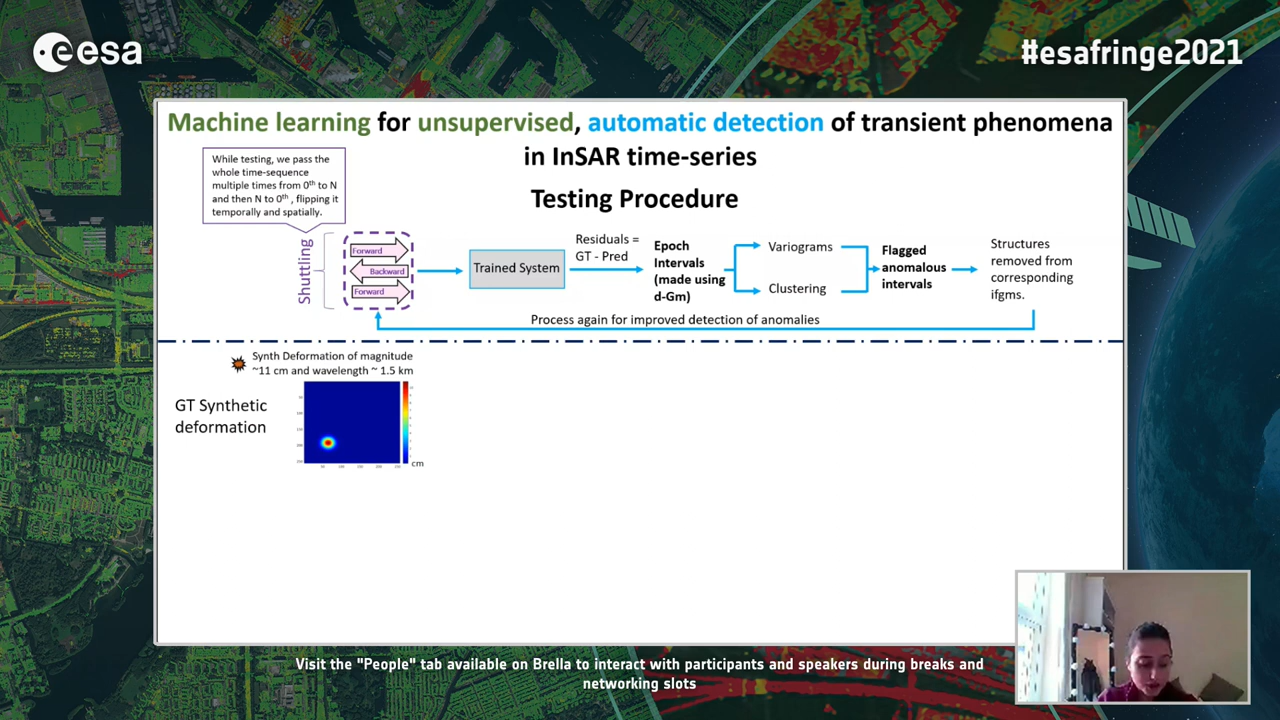 esa
#esafringe2021
Machine learning for unsupervised, automatic detection of transient phenomena
in InSAR time-series
Testing Procedure
While testing, we pass the
whole time-sequence
multiple times from 0th to N
and then N to 0th , flipping it
temporally and spatially.
Shuttling
Forward
Backward
Forward
Trained System
Residuals =
GT - Pred
Epoch
Intervals
(made using
d-Gm)
Variograms
Clustering
Flagged
anomalous
intervals
Structures
removed from
corresponding
ifgms.
Process again for improved detection of anomalies
Synth Deformation of magnitude
~11 cm and wavelength ~ 1.5 km
GT Synthetic
deformation
cm
Visit the "People" tab available on Brella to interact with participants and speakers during breaks and
networking slots